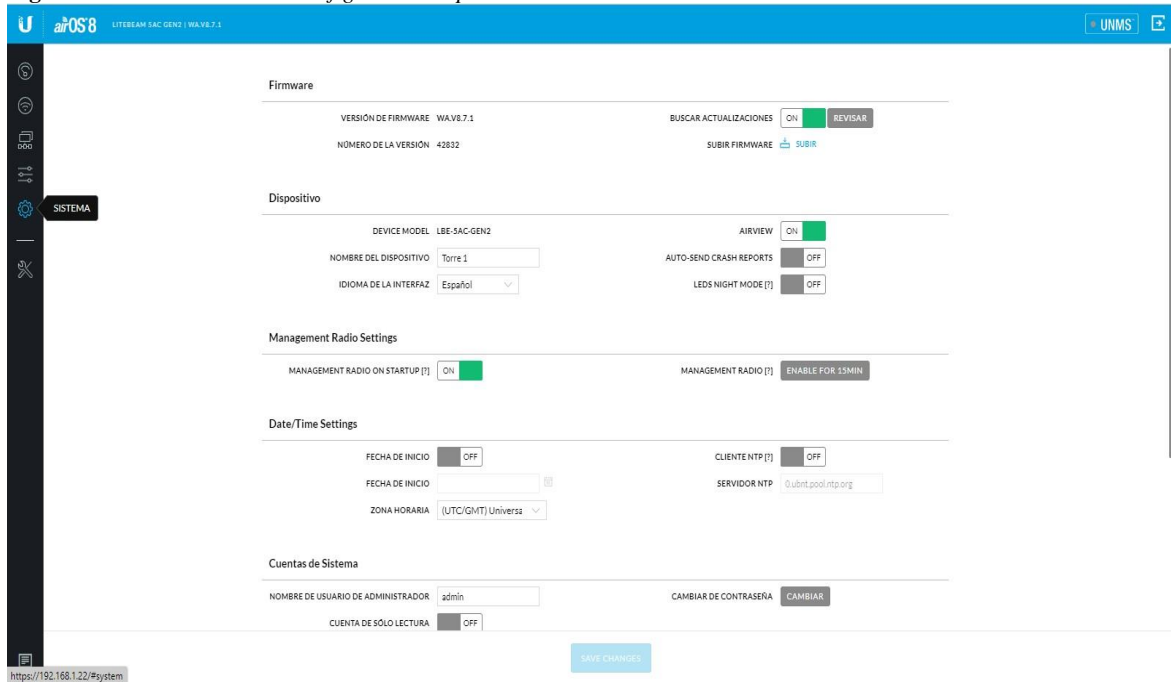 airOS 8 LITEBEAM 5AC GEN2 | WA.V8.7.1 UNMS
Firmware
VERSIÓN DE FIRMWARE WA.V8.7.1 BUSCAR ACTUALIZACIONES ON REVISAR
NÚMERO DE LA VERSIÓN 42832 SUBIR FIRMWARE SUBIR
SISTEMA
Dispositivo
DEVICE MODEL LBE-5AC-GEN2 AIRVIEW ON
NOMBRE DEL DISPOSITIVO Torre 1 AUTO-SEND CRASH REPORTS OFF
IDIOMA DE LA INTERFAZ Español LEDS NIGHT MODE [?] OFF
Management Radio Settings
MANAGEMENT RADIO ON STARTUP [?] ON MANAGEMENT RADIO [?] ENABLE FOR 15MIN
Date/Time Settings
FECHA DE INICIO OFF CLIENTE NTP [?] OFF
FECHA DE INICIO SERVIDOR NTP 0.ubnt.pool.ntp.org
ZONA HORARIA (UTC/GMT) Universa
Cuentas de Sistema
NOMBRE DE USUARIO DE ADMINISTRADOR admin CAMBIAR DE CONTRASEÑA CAMBIAR
CUENTA DE SÓLO LECTURA OFF
SAVE CHANGES
https://192.168.1.22/#system